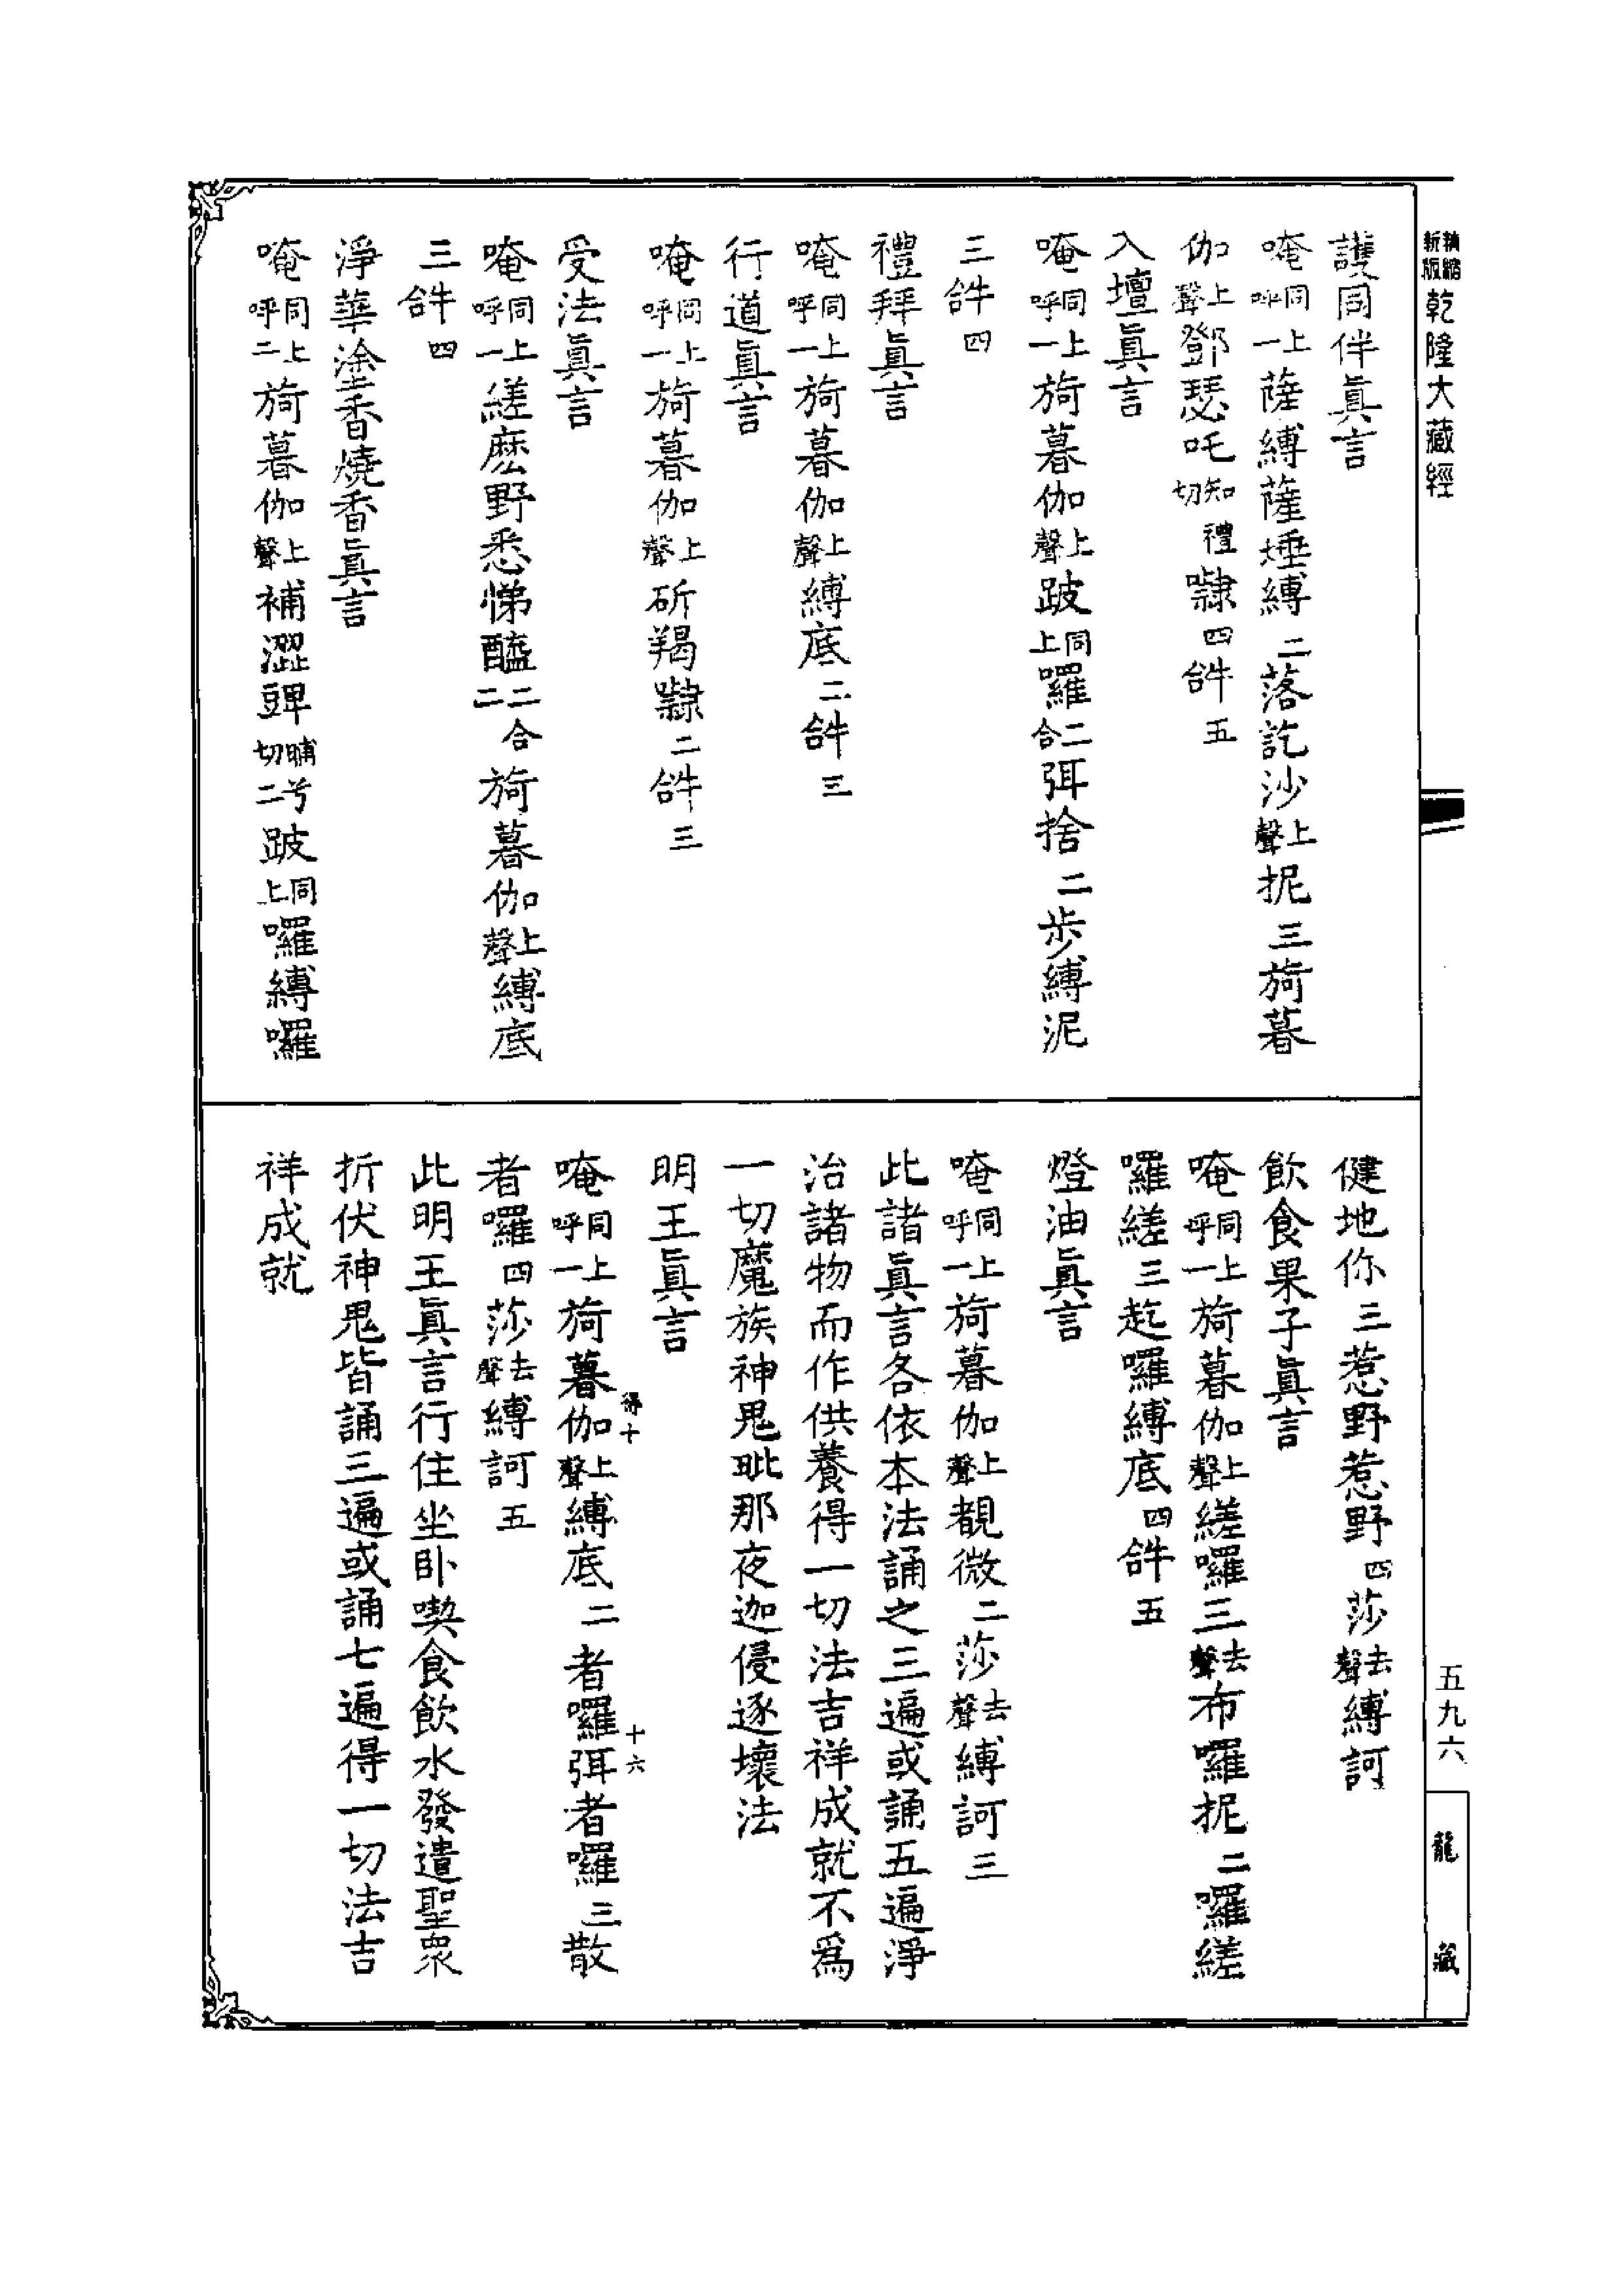 精縮新版乾隆大藏經
護同伴眞言
唵同上呼一薩縛薩埵縛二落訖沙上聲抳三旖暮
伽上聲鄧瑟吒知禮切㘑四𤙖五
入壇眞言
唵同上呼一旖暮伽上聲跛同上囉二合弭捨二步縛泥
三𤙖四
禮拜眞言
唵同上呼一旖暮伽上聲縛底二𤙖三
行道眞言
唵同上呼一旖暮伽上聲斫羯㘑二𤙖三
受法眞言
唵同上呼一縒麽野悉悌醯二合二旖暮伽上聲縛底
三𤙖四
淨華塗香燒香眞言
唵同上呼二旖暮伽上聲補澀䫌切二跛同上囉縛囉
健地你三惹野惹野四莎去聲縛訶
飲食果子眞言
唵同上呼一旖暮伽上聲縒囉三去聲布囉抳二囉縒
囉縒三起囉縛底四𤙖五
燈油眞言
唵同上呼一旖暮伽上聲覩微二莎去聲縛訶三
此諸眞言各依本法誦之三遍或誦五遍淨
治諸物而作供養得一切法吉祥成就不爲
一切魔族神鬼毗那夜迦侵逐壞法
明王眞言
唵同上呼一旖暮伽上聲縛底二者囉弭者囉三散
得十 十六
者囉四莎去聲縛訶五
此明王眞言行住坐卧喫食飲水發遣聖衆
折伏神鬼皆誦三遍或誦七遍得一切法吉
祥成就
五九六
龍藏